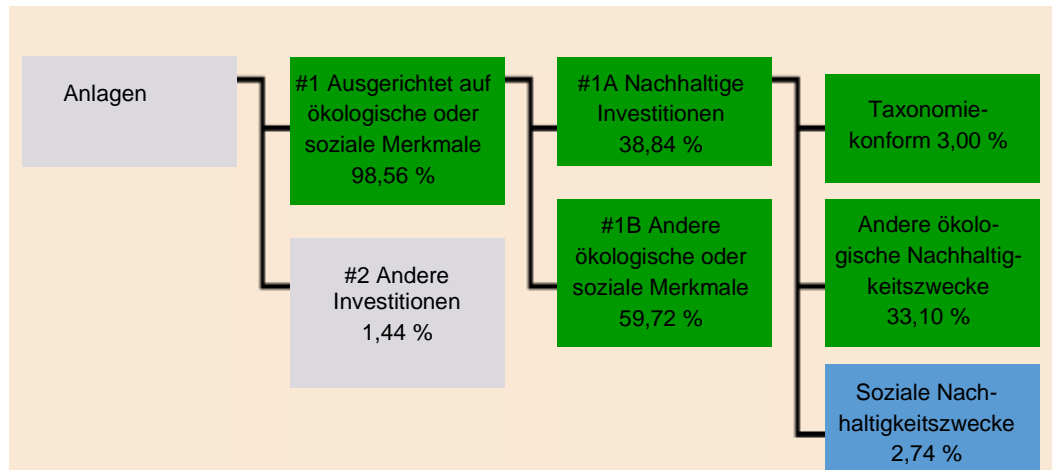 Anlagen
#1 Ausgerichtet auf
ökologische oder
soziale Merkmale
98,56 %
#2 Andere
Investitionen
1,44 %
#1A Nachhaltige
Investitionen
38,84 %
#1B Andere
ökologische oder
soziale Merkmale
59,72 %
Taxonomie-
konform 3,00 %
Andere ökolo-
gische Nachhaltig-
keitszwecke
33,10 %
Soziale Nach-
haltigkeitszwecke
2,74 %